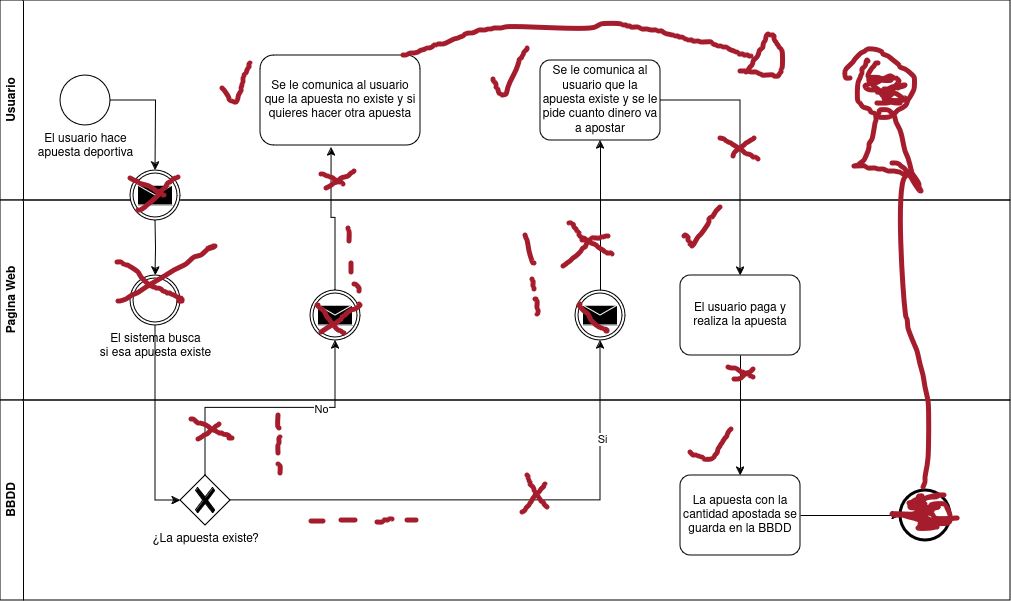 Usuario
El usuario hace
apuesta deportiva
Se le comunica al usuario
que la apuesta no existe y si
quieres hacer otra apuesta
Se le comunica al
usuario que la
apuesta existe y se le
pide cuanto dinero va
a apostar
Pagina Web
El sistema busca
si esa apuesta existe
El usuario paga y
realiza la apuesta
BBDD
No
Si
¿La apuesta existe?
La apuesta con la
cantidad apostada se
guarda en la BBDD